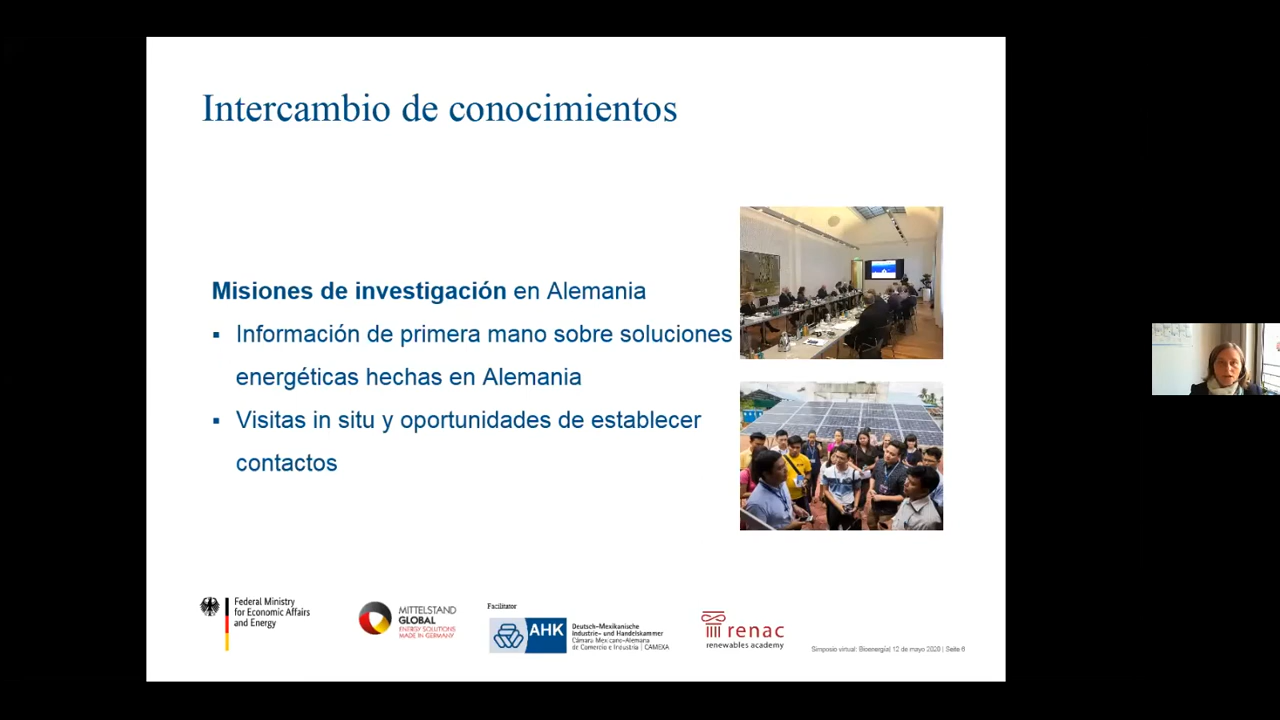 Intercambio de conocimientos
Misiones de investigación en Alemania
▪ Información de primera mano sobre soluciones
energéticas hechas en Alemania
▪ Visitas in situ y oportunidades de establecer
contactos
Federal Ministry
for Economic Affairs
and Energy
MITTELSTAND
GLOBAL
ENERGY SOLUTIONS
MADE IN GERMANY
Facilitator
AHK
Deutsch-Mexikanische
Industrie- und Handelskammer
Cámara Mexicano-Alemana
de Comercio e Industria | CAMEXA
renac
renewables academy
Simposio virtual: Bioenergía| 12 de mayo 2020 | Seite 6